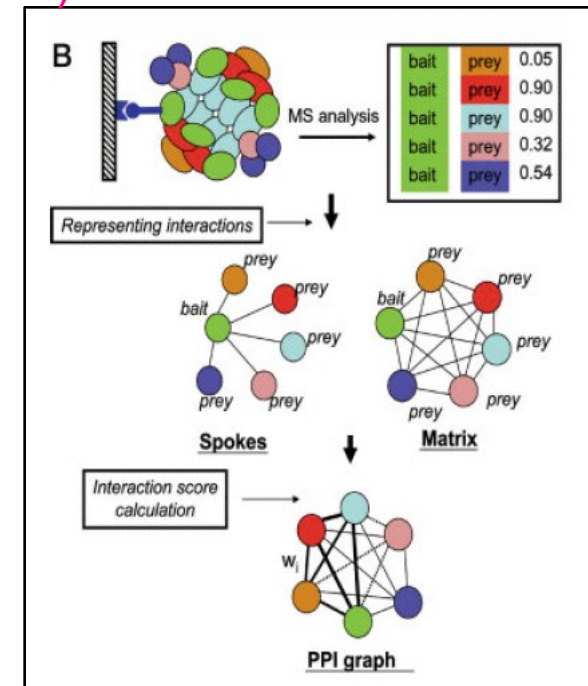 B
MS analysis
bait prey 0.05
bait prey 0.90
bait prey 0.90
bait prey 0.32
bait prey 0.54
Representing interactions
prey
prey
bait
prey
prey
prey
Spokes
prey
prey
bait
prey
prey
prey
Matrix
Interaction score
calculation
wi
PPI graph